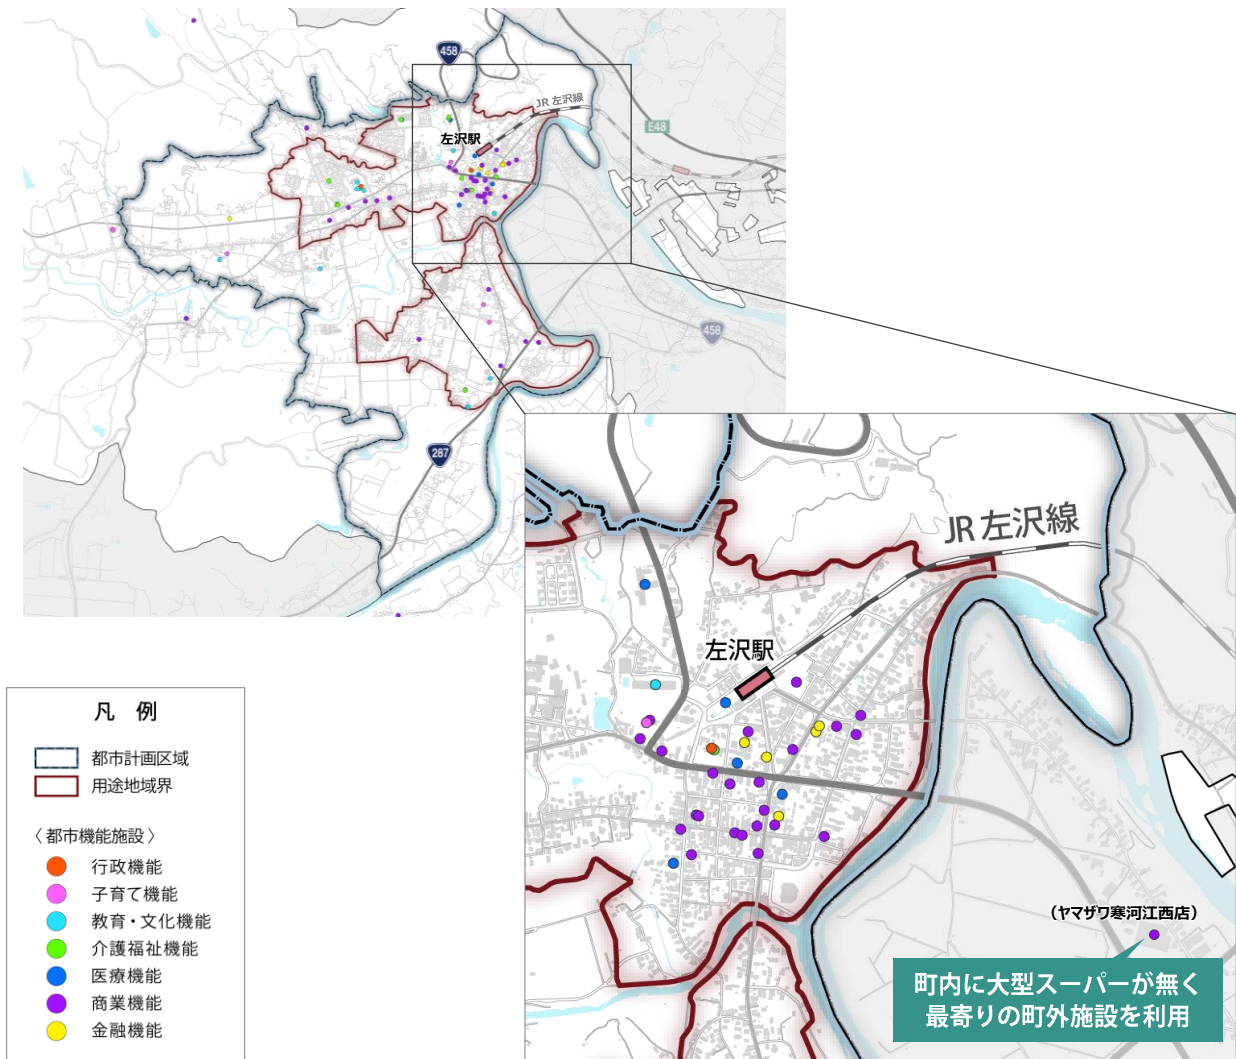 458
JR 左沢線
左沢駅
E48
458
287
JR 左沢線
左沢駅
(ヤマザワ寒河江西店)
町内に大型スーパーが無く
最寄りの町外施設を利用
凡 例
都市計画区域
用途地域界
〈 都市機能施設 〉
行政機能
子育て機能
教育・文化機能
介護福祉機能
医療機能
商業機能
金融機能